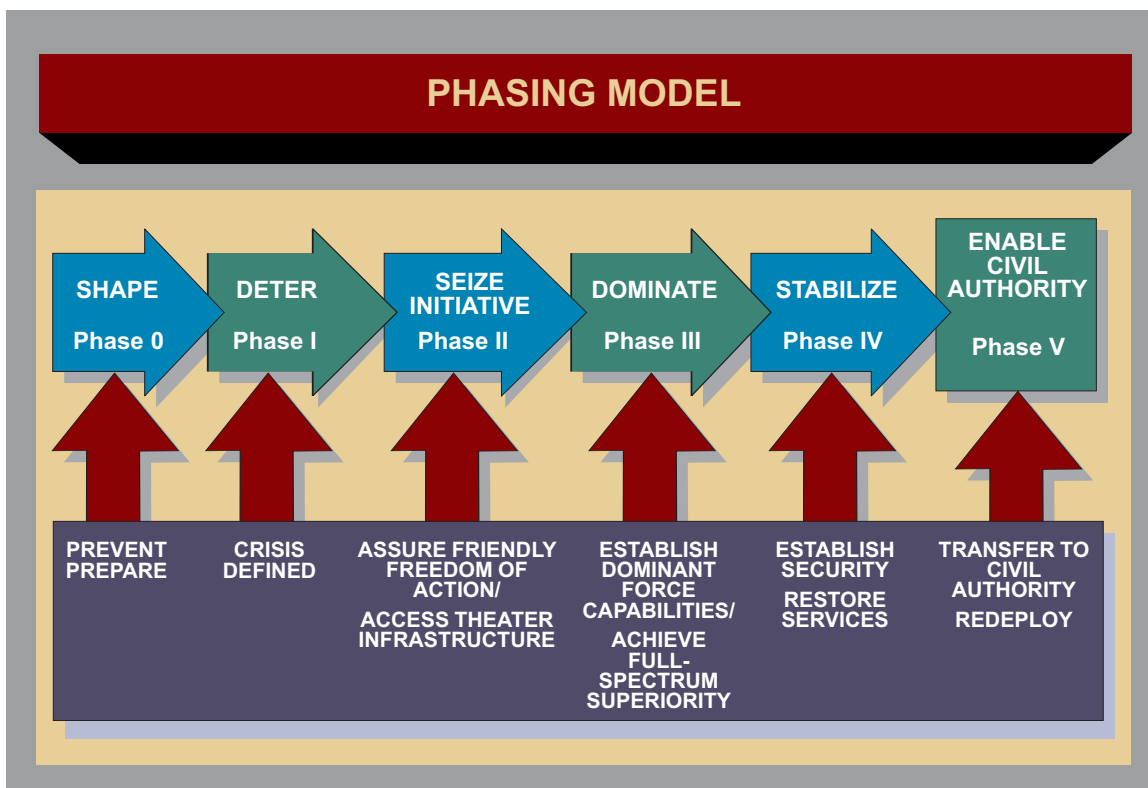 PHASING MODEL
SHAPE
Phase 0
DETER
Phase I
SEIZE
INITIATIVE
Phase II
DOMINATE
Phase III
STABILIZE
Phase IV
ENABLE
CIVIL
AUTHORITY
Phase V
PREVENT
PREPARE
CRISIS
DEFINED
ASSURE FRIENDLY
FREEDOM OF
ACTION/
ACCESS THEATER
INFRASTRUCTURE
ESTABLISH
DOMINANT
FORCE
CAPABILITIES/
ACHIEVE
FULL-
SPECTRUM
SUPERIORITY
ESTABLISH
SECURITY
RESTORE
SERVICES
TRANSFER TO
CIVIL
AUTHORITY
REDEPLOY